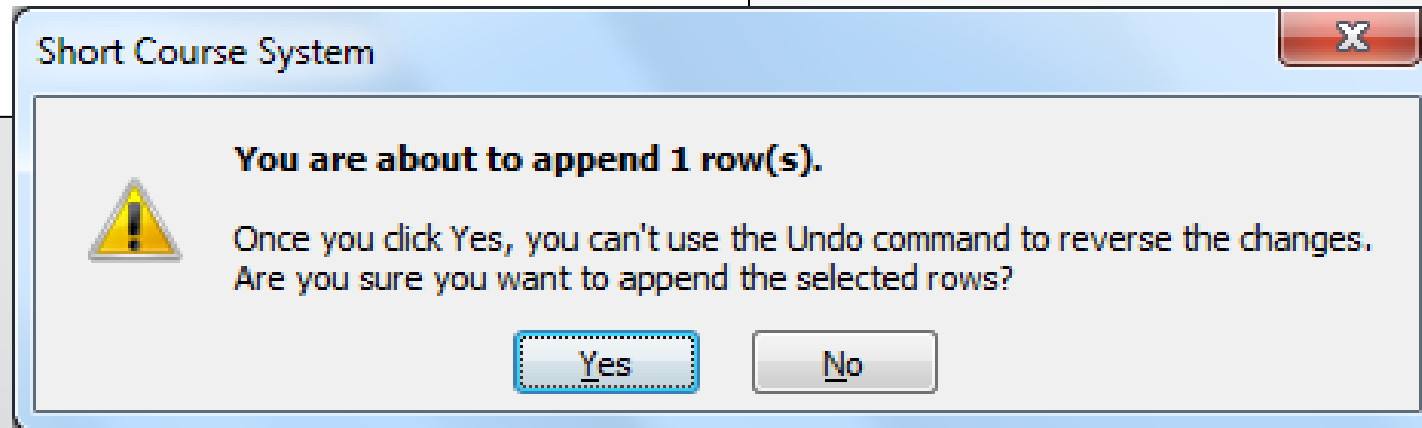 Short Course System
You are about to append 1 row(s).
Once you click Yes, you can't use the Undo command to reverse the changes.
Are you sure you want to append the selected rows?
Yes No